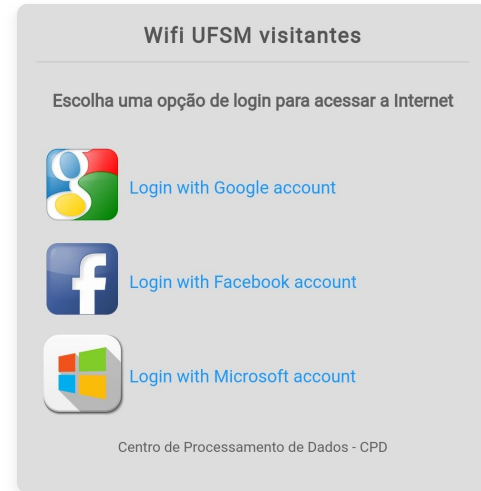 Wifi UFSM visitantes
Escolha uma opção de login para acessar a Internet
Login with Google account
Login with Facebook account
Login with Microsoft account
Centro de Processamento de Dados - CPD